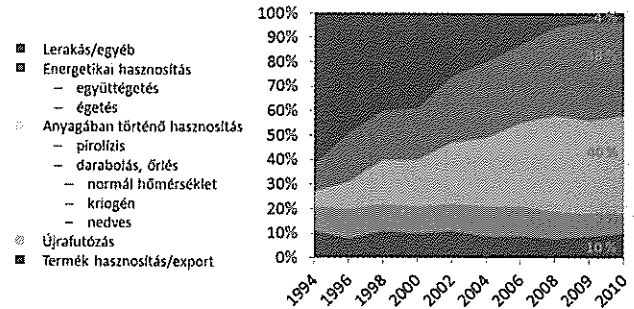 100%
90%
80%
70%
60%
50%
40%
30%
20%
10%
0%
Lerakás/egyéb
Energetikai hasznosítás
– együttégetés
– égetés
Anyagában történő hasznosítás
– pirolízis
– darabolás, őrlés
– normál hőmérséklet
– kriogén
– nedves
Újrafutózás
Termék hasznosítás/export
4 %
40 %
10 %
1994 1996 1998 2000 2002 2004 2006 2008 2009 2010